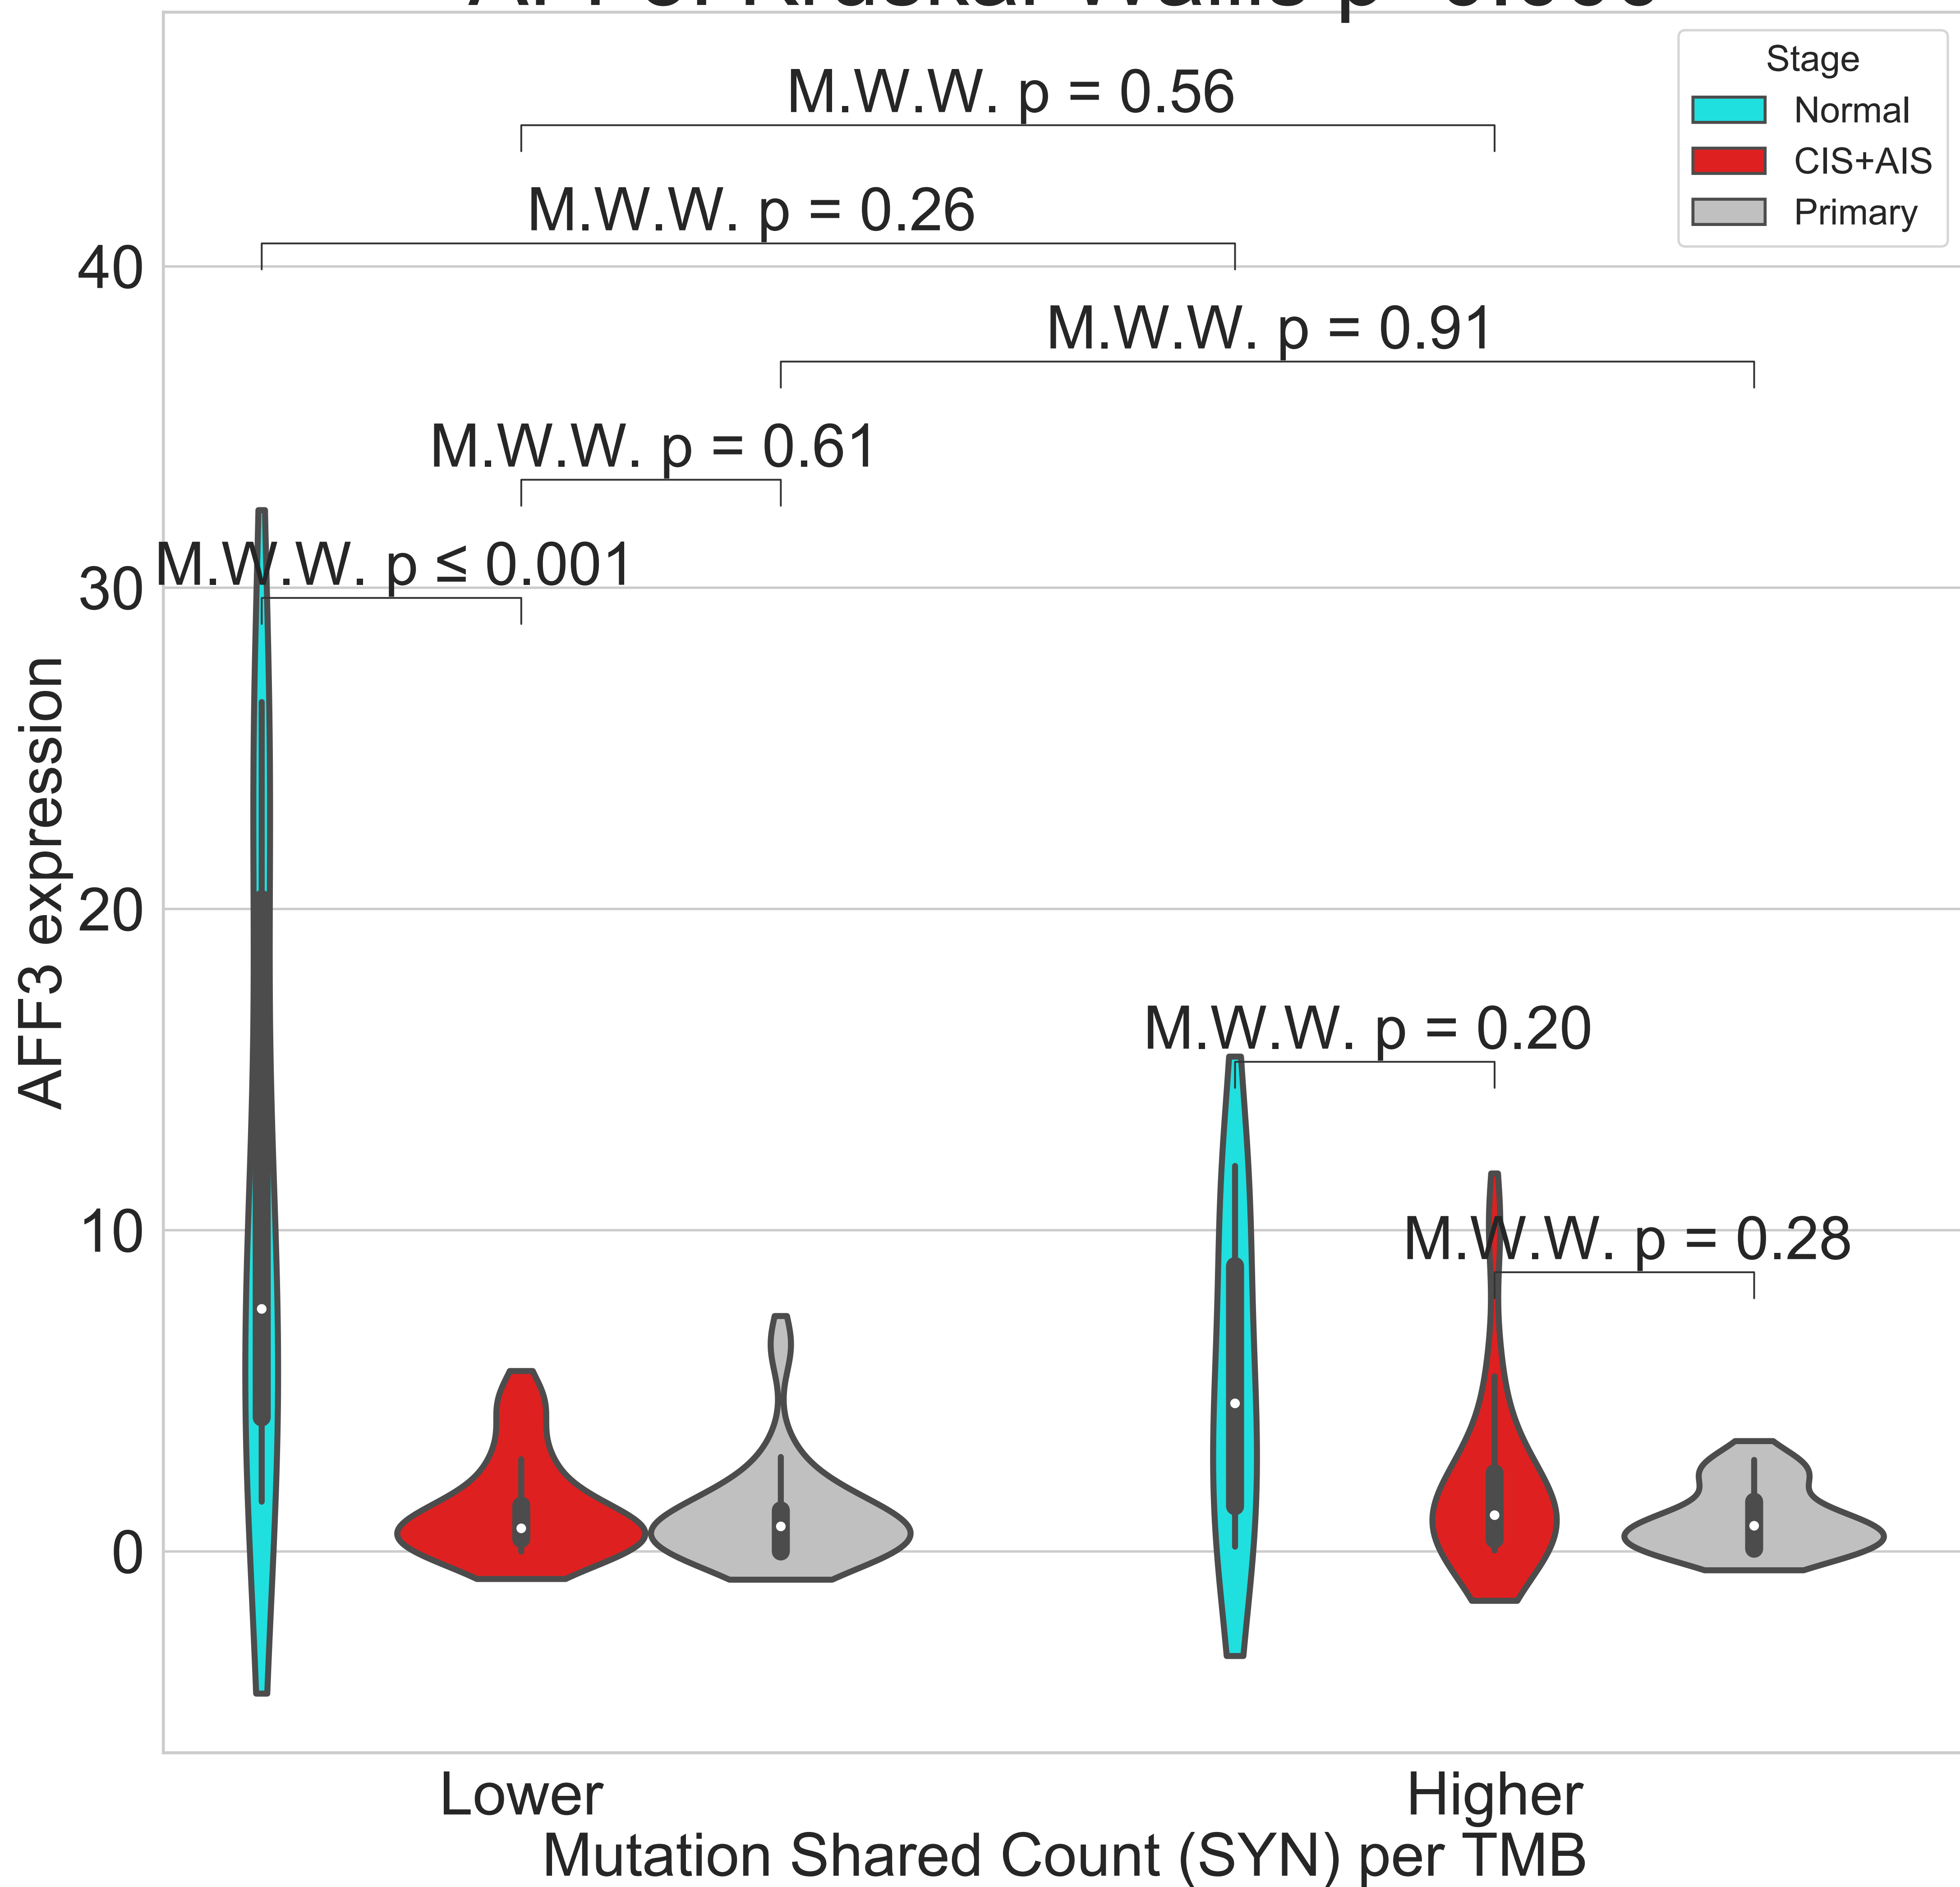 Stage
Normal
CIS+AIS
Primary
M.W.W. p = 0.56
M.W.W. p = 0.26
M.W.W. p = 0.91
M.W.W. p = 0.61
M.W.W. p ≤ 0.001
M.W.W. p = 0.20
M.W.W. p = 0.28
AFF3 expression
40
30
20
10
0
Lower
Higher
Mutation Shared Count (SYN) per TMB